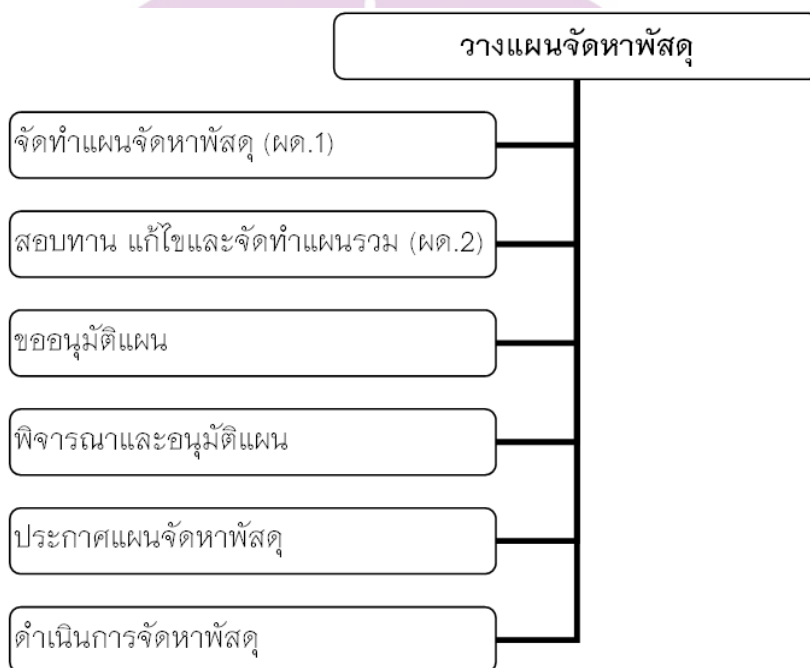 วางแผนจัดหาพัสดุ
จัดทำแผนจัดหาพัสดุ (ผด.1)
สอบทาน แก้ไขและจัดทำแผนรวม (ผด.2)
ขออนุมัติแผน
พิจารณาและอนุมัติแผน
ประกาศแผนจัดหาพัสดุ
ดำเนินการจัดหาพัสดุ